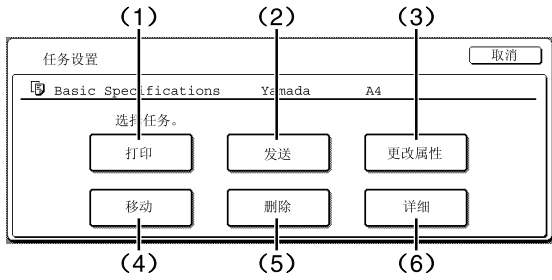 (1) (2) (3)
任务设置 取消
Basic Specifications Yamada A4
选择任务。
打印 发送 更改属性
移动 删除 详细
(4) (5) (6)